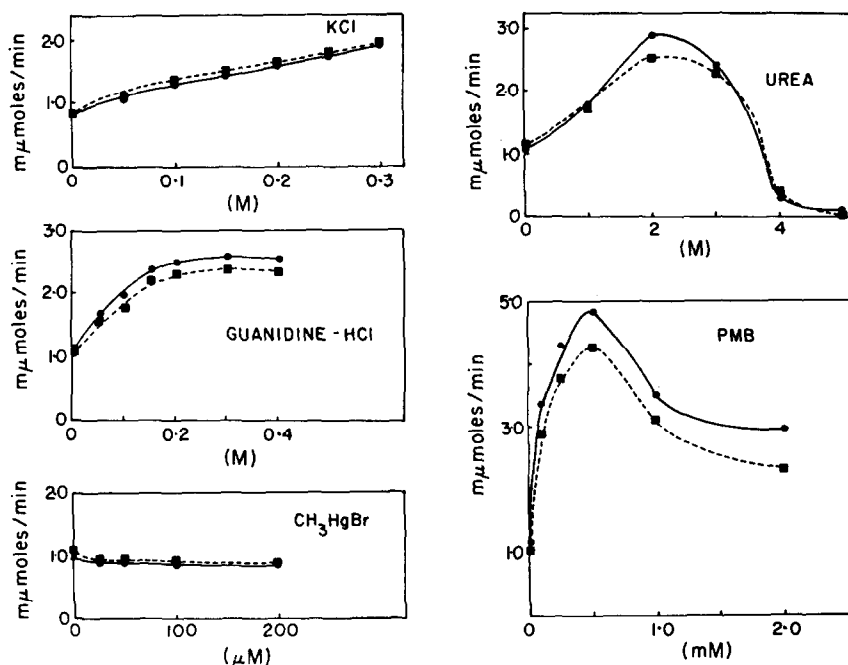 KCl
mμmoles/min
2·0
1·0
0
0
0·1
0·2
0·3
(M)
GUANIDINE-HCl
mμmoles/min
3·0
2·0
1·0
0
0
0·2
0·4
(M)
CH₃HgBr
mμmoles/min
2·0
1·0
0
0
100
200
(μM)
UREA
mμmoles/min
3·0
2·0
1·0
0
0
2
4
(M)
PMB
mμmoles/min
5·0
3·0
1·0
0
1·0
2·0
(mM)